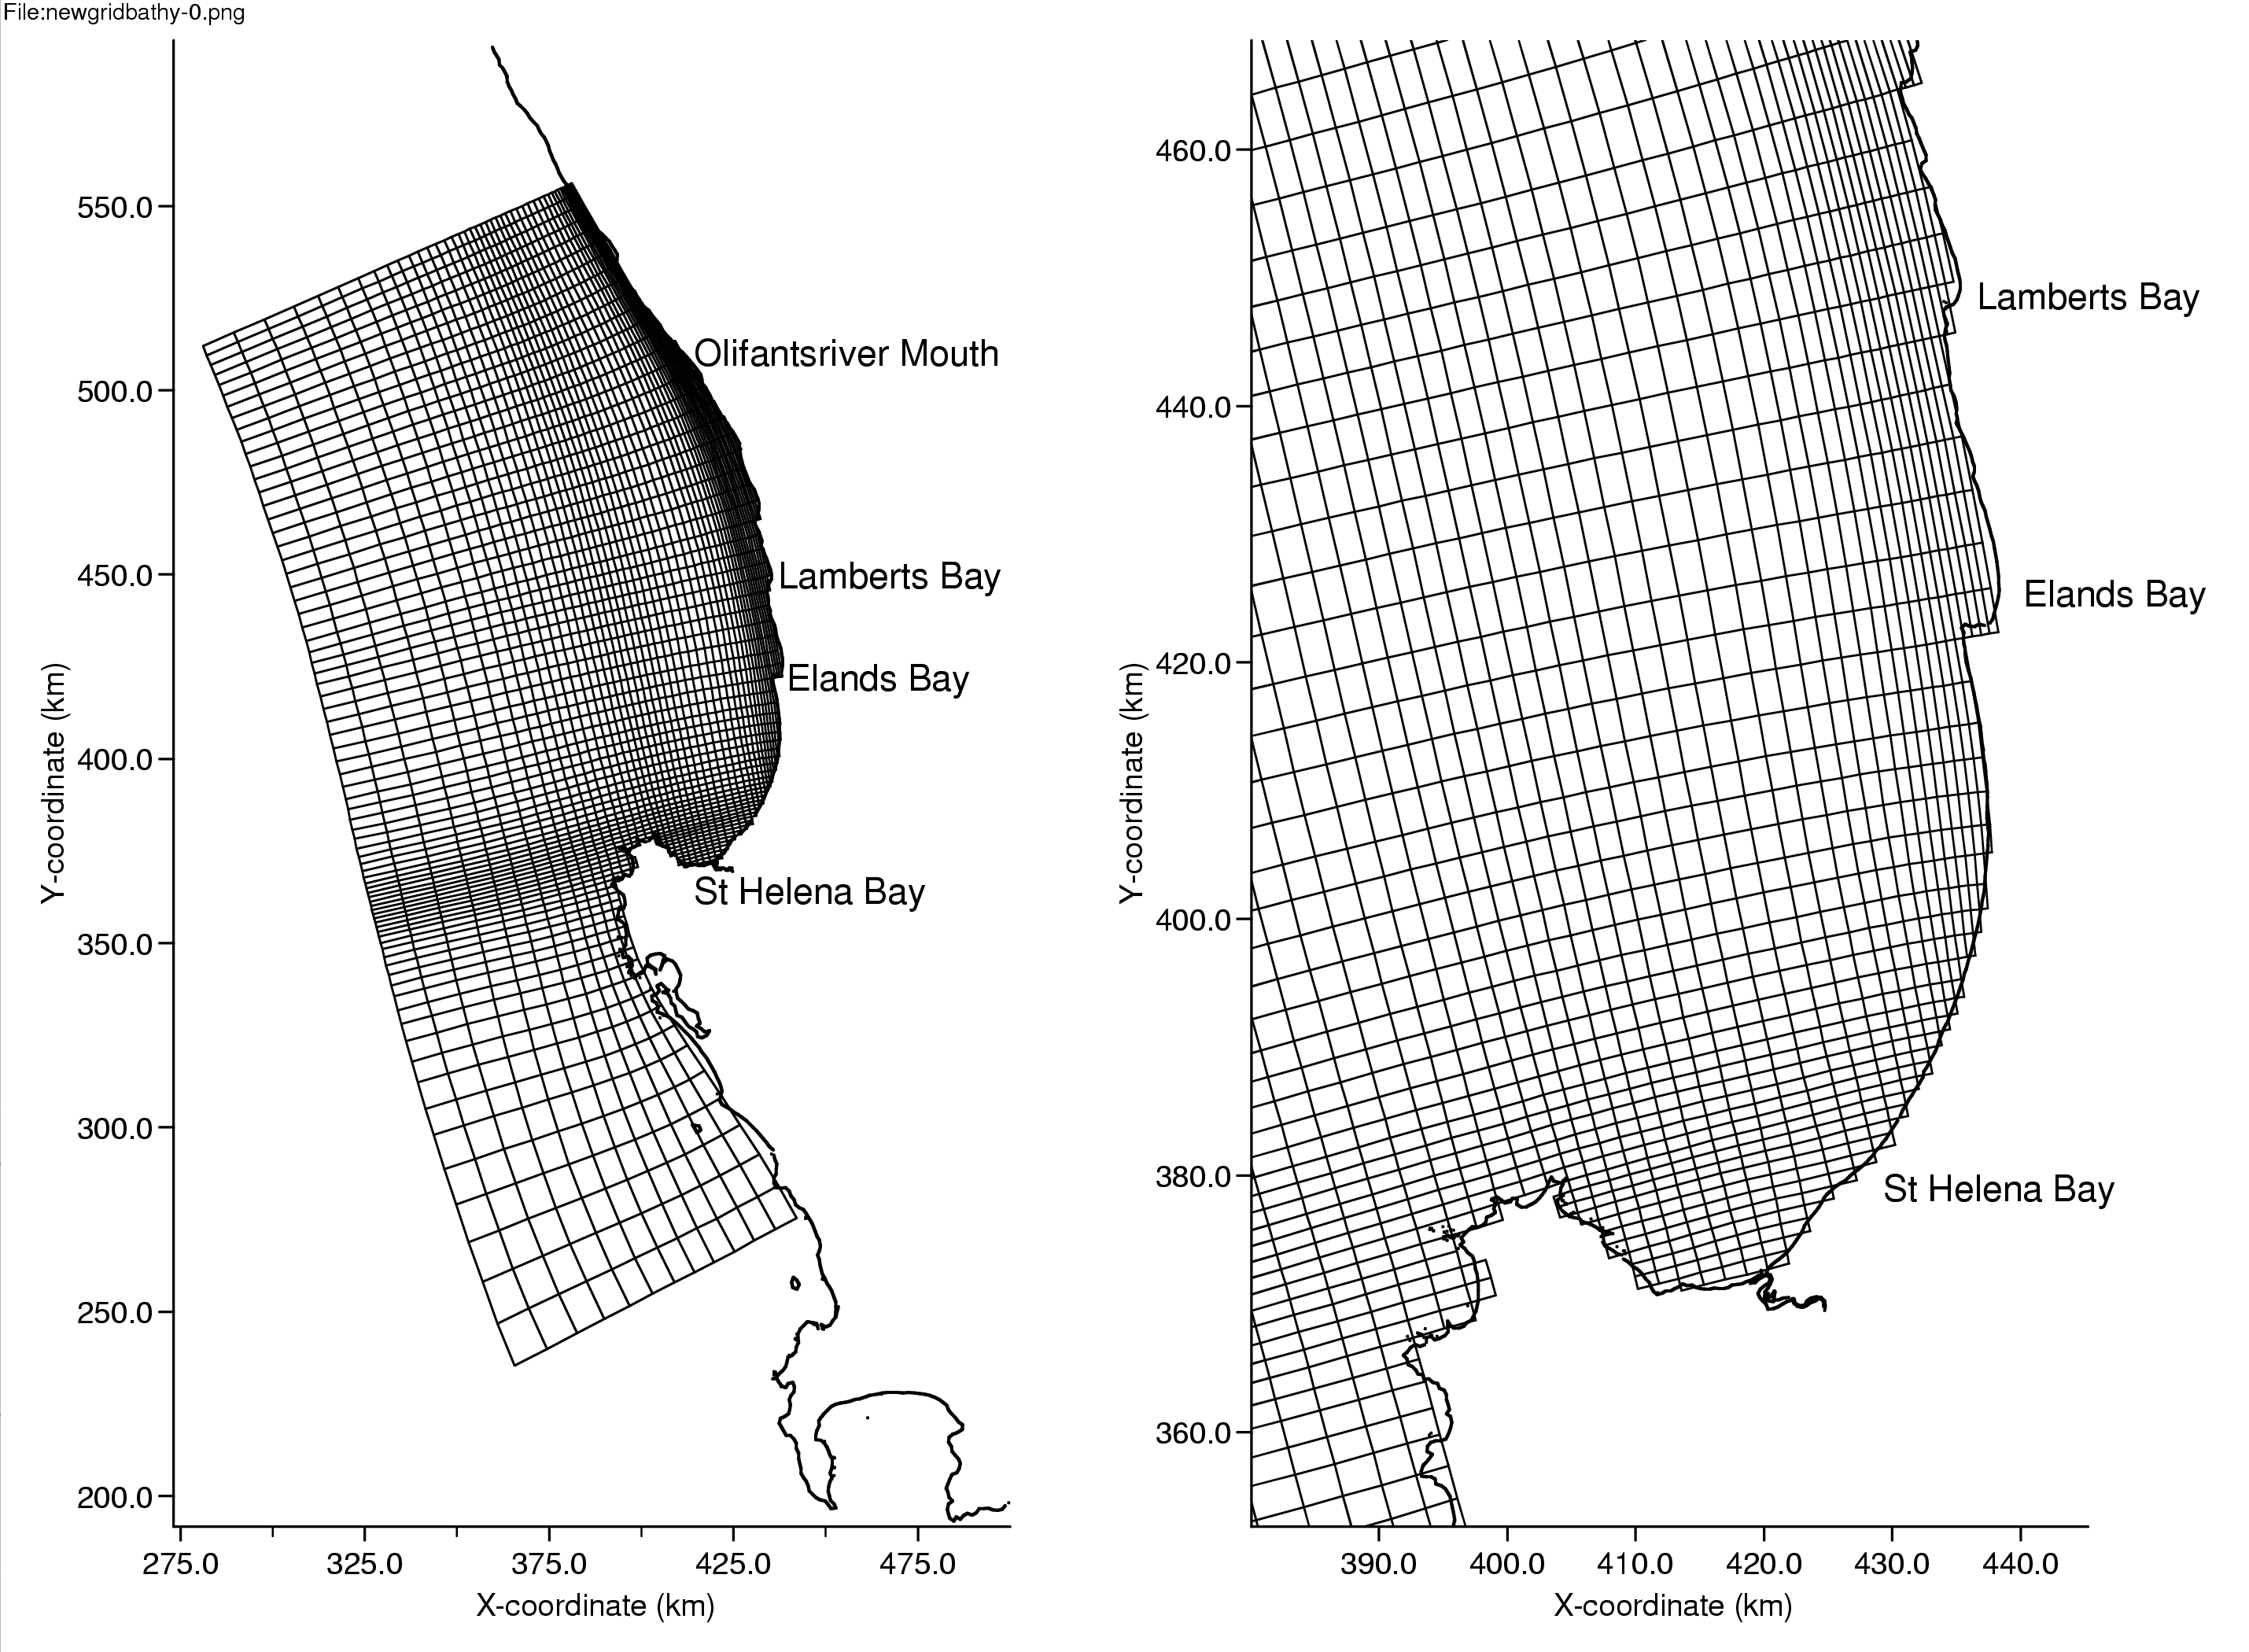 File:newgridbathy-0.png
550.0
500.0
450.0
400.0
350.0
300.0
250.0
200.0
Y-coordinate (km)
Olifantsriver Mouth
Lamberts Bay
Elands Bay
St Helena Bay
275.0 325.0 375.0 425.0 475.0
X-coordinate (km)
460.0
440.0
420.0
400.0
380.0
360.0
Y-coordinate (km)
Lamberts Bay
Elands Bay
St Helena Bay
390.0 400.0 410.0 420.0 430.0 440.0
X-coordinate (km)